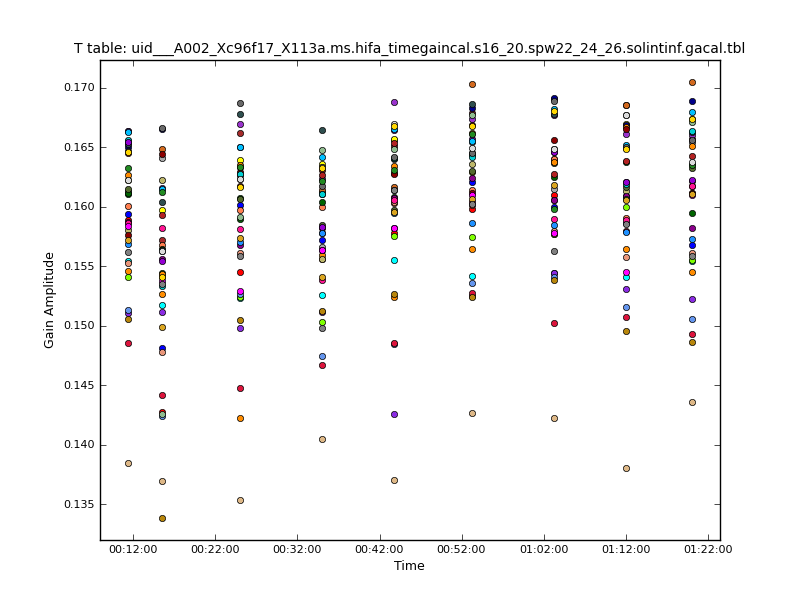 T table: uid___A002_Xc96f17_X113a.ms.hifa_timegaincal.s16_20.spw22_24_26.solintinf.gacal.tbl
0.170
0.165
0.160
0.155
0.150
0.145
0.140
0.135
Gain Amplitude
00:12:00 00:22:00 00:32:00 00:42:00 00:52:00 01:02:00 01:12:00 01:22:00
Time